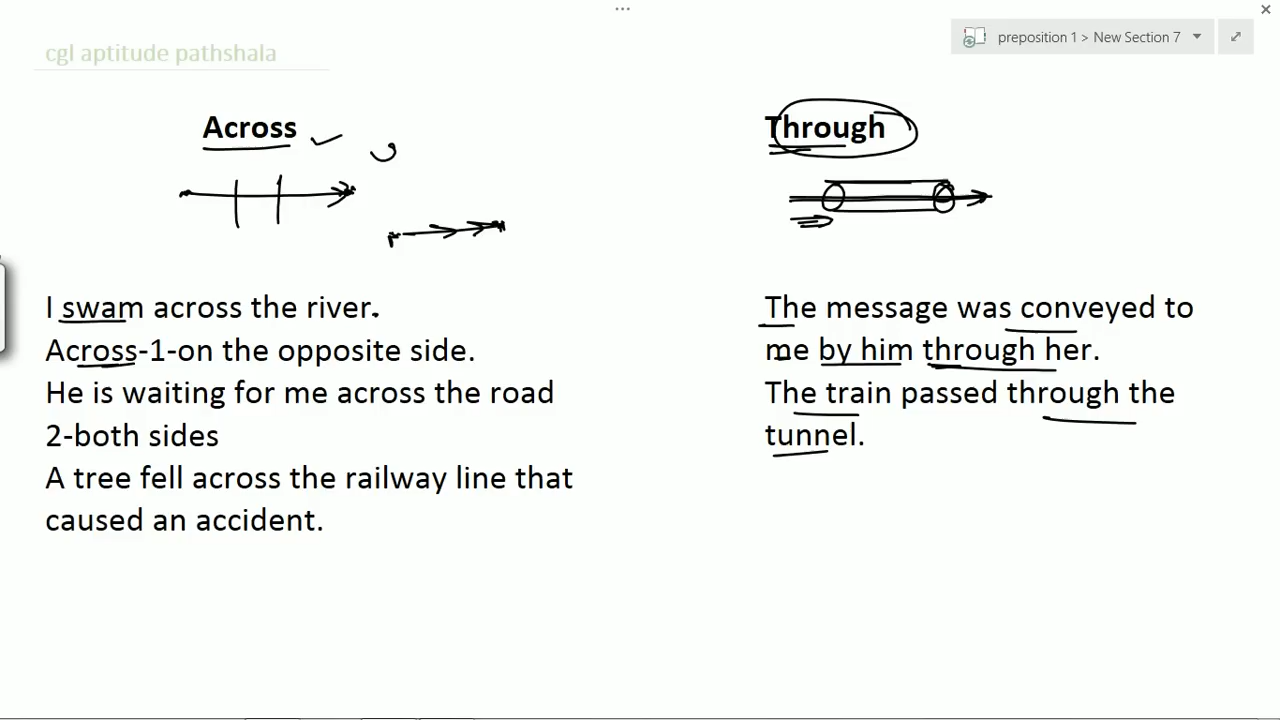 cgl aptitude pathshala
preposition 1 > New Section 7
Across
I swam across the river.
Across-1-on the opposite side.
He is waiting for me across the road
2-both sides
A tree fell across the railway line that
caused an accident.
Through
The message was conveyed to
me by him through her.
The train passed through the
tunnel.